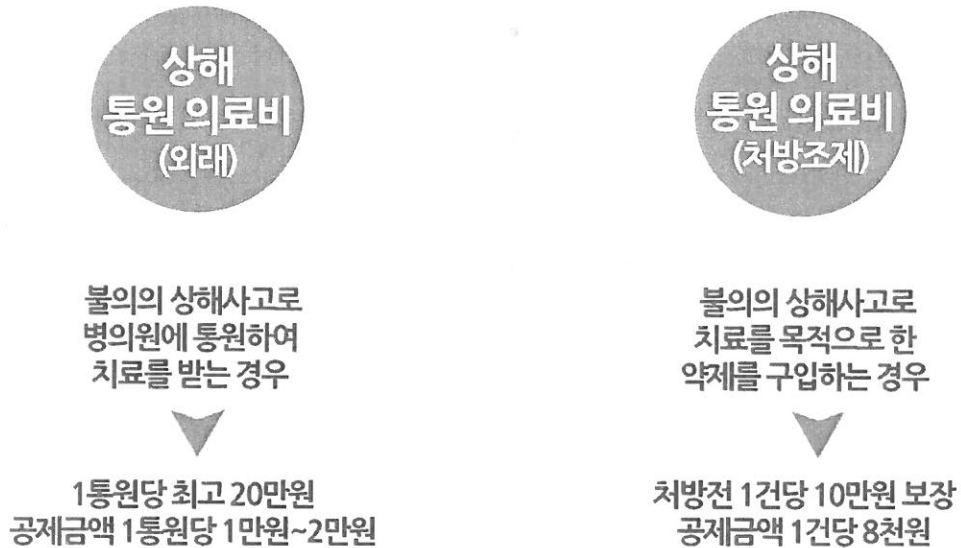 상해
통원 의료비
(외래)
불의의 상해사고로
병의원에 통원하여
치료를 받는 경우
1통원당 최고 20만원
공제금액 1통원당 1만원~2만원
상해
통원 의료비
(처방조제)
불의의 상해사고로
치료를 목적으로 한
약제를 구입하는 경우
처방전 1건당 10만원 보장
공제금액 1건당 8천원